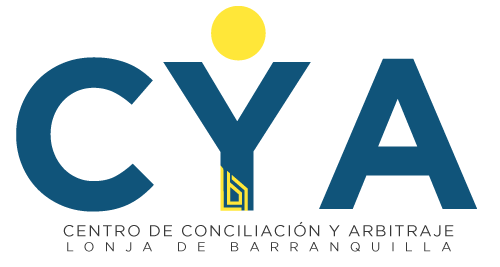 CYA
CENTRO DE CONCILIACIÓN Y ARBITRAJE
LONJA DE BARRANQUILLA